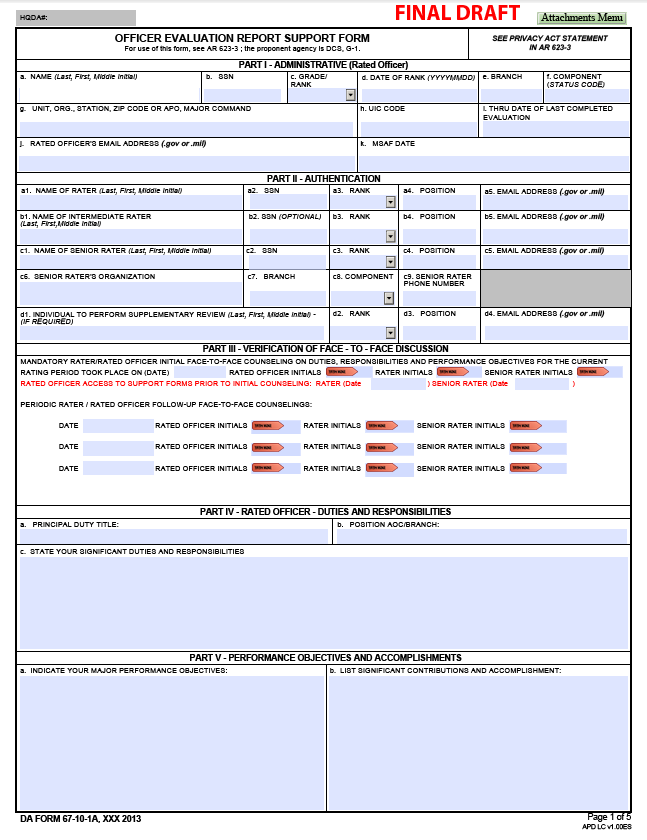 HQDA#:
FINAL DRAFT
Attachments Menu
OFFICER EVALUATION REPORT SUPPORT FORM
For use of this form, see AR 623-3 ; the proponent agency is DCS, G-1.
SEE PRIVACY ACT STATEMENT
IN AR 623-3
PART I - ADMINISTRATIVE (Rated Officer)
a. NAME (Last, First, Middle Initial)
b. SSN
c. GRADE/
RANK
d. DATE OF RANK (YYYYMMDD)
e. BRANCH
f. COMPONENT
(STATUS CODE)
g. UNIT, ORG., STATION, ZIP CODE OR APO, MAJOR COMMAND
h. UIC CODE
i. THRU DATE OF LAST COMPLETED
EVALUATION
j. RATED OFFICER'S EMAIL ADDRESS (.gov or .mil)
k. MSAF DATE
PART II - AUTHENTICATION
a1. NAME OF RATER (Last, First, Middle Initial)
a2. SSN
a3. RANK
a4. POSITION
a5. EMAIL ADDRESS (.gov or .mil)
b1. NAME OF INTERMEDIATE RATER
(Last, First,Middle Initial)
b2. SSN (OPTIONAL)
b3. RANK
b4. POSITION
b5. EMAIL ADDRESS (.gov or .mil)
c1. NAME OF SENIOR RATER (Last, First, Middle Initial)
c2. SSN
c3. RANK
c4. POSITION
c5. EMAIL ADDRESS (.gov or .mil)
c6. SENIOR RATER'S ORGANIZATION
c7. BRANCH
c8. COMPONENT
c9. SENIOR RATER
PHONE NUMBER
d1. INDIVIDUAL TO PERFORM SUPPLEMENTARY REVIEW (Last, First, Middle Initial) -
(IF REQUIRED)
d2. RANK
d3. POSITION
d4. EMAIL ADDRESS (.gov or .mil)
PART III - VERIFICATION OF FACE - TO - FACE DISCUSSION
MANDATORY RATER/RATED OFFICER INITIAL FACE-TO-FACE COUNSELING ON DUTIES, RESPONSIBILITIES AND PERFORMANCE OBJECTIVES FOR THE CURRENT
RATING PERIOD TOOK PLACE ON (DATE) RATED OFFICER INITIALS RATER INITIALS SENIOR RATER INITIALS
RATED OFFICER ACCESS TO SUPPORT FORMS PRIOR TO INITIAL COUNSELING: RATER (Date ) SENIOR RATER (Date )
PERIODIC RATER / RATED OFFICER FOLLOW-UP FACE-TO-FACE COUNSELINGS:
DATE RATED OFFICER INITIALS RATER INITIALS SENIOR RATER INITIALS
DATE RATED OFFICER INITIALS RATER INITIALS SENIOR RATER INITIALS
DATE RATED OFFICER INITIALS RATER INITIALS SENIOR RATER INITIALS
PART IV - RATED OFFICER - DUTIES AND RESPONSIBILITIES
a. PRINCIPAL DUTY TITLE:
b. POSITION AOC/BRANCH:
c. STATE YOUR SIGNIFICANT DUTIES AND RESPONSIBILITIES
PART V - PERFORMANCE OBJECTIVES AND ACCOMPLISHMENTS
a. INDICATE YOUR MAJOR PERFORMANCE OBJECTIVES:
b. LIST SIGNIFICANT CONTRIBUTIONS AND ACCOMPLISHMENT:
DA FORM 67-10-1A, XXX 2013
Page 1 of 5
APD LC v1.00ES